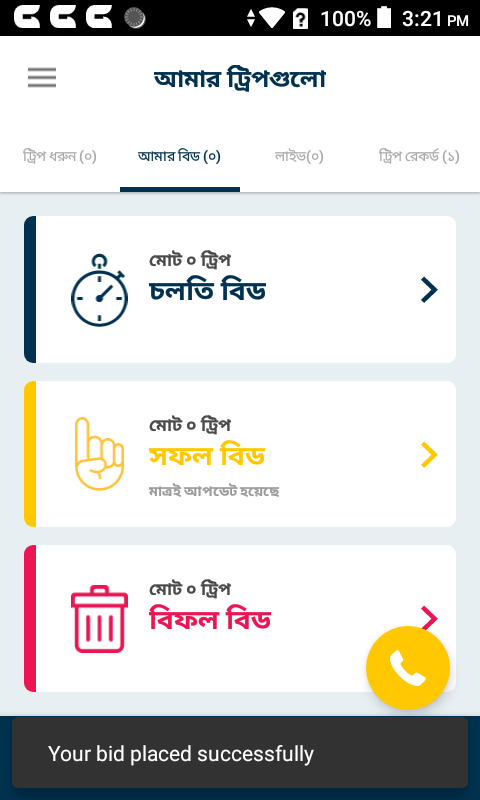 100% 3:21 PM
আমার ট্রিপগুলো
ট্রিপ ধরুন (০) আমার বিড (০) লাইভ(০) ট্রিপ রেকর্ড (১)
মোট ০ ট্রিপ
চলতি বিড
মোট ০ ট্রিপ
সফল বিড
মাত্রই আপডেট হয়েছে
মোট ০ ট্রিপ
বিফল বিড
Your bid placed successfully